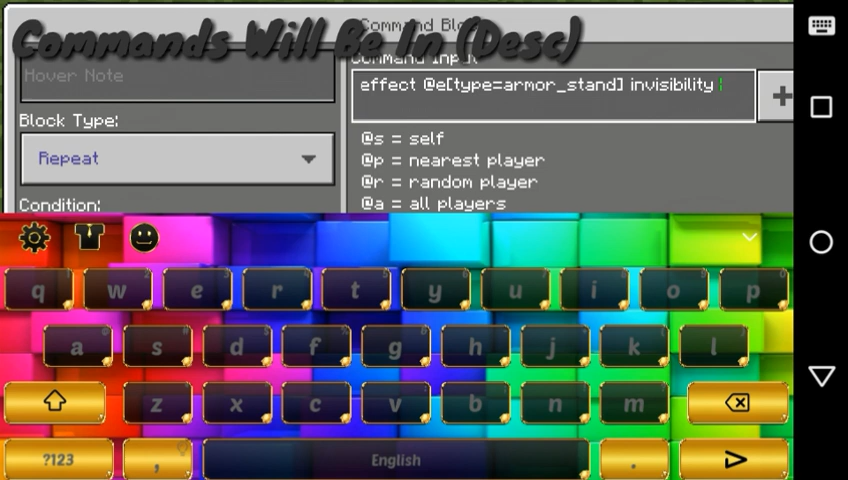 Command Block
Commands Will Be In (Desc)
Hover Note
Command Input
effect @e[type=armor_stand] invisibility
+
Block Type:
Repeat
Condition:
@s = self
@p = nearest player
@r = random player
@a = all players
q w e r t y u i o p
a s d f g h j k l
z x c v b n m
?123 , English .